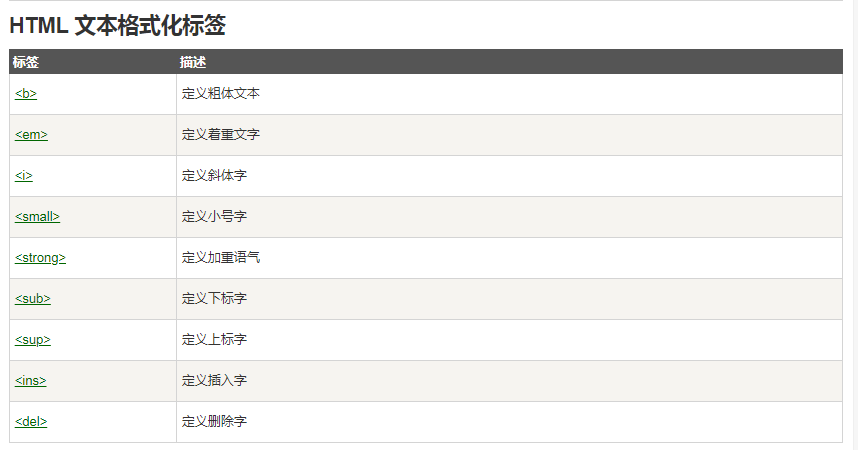 HTML 文本格式化标签
标签 描述
<b> 定义粗体文本
<em> 定义着重文字
<i> 定义斜体字
<small> 定义小号字
<strong> 定义加重语气
<sub> 定义下标字
<sup> 定义上标字
<ins> 定义插入字
<del> 定义删除字